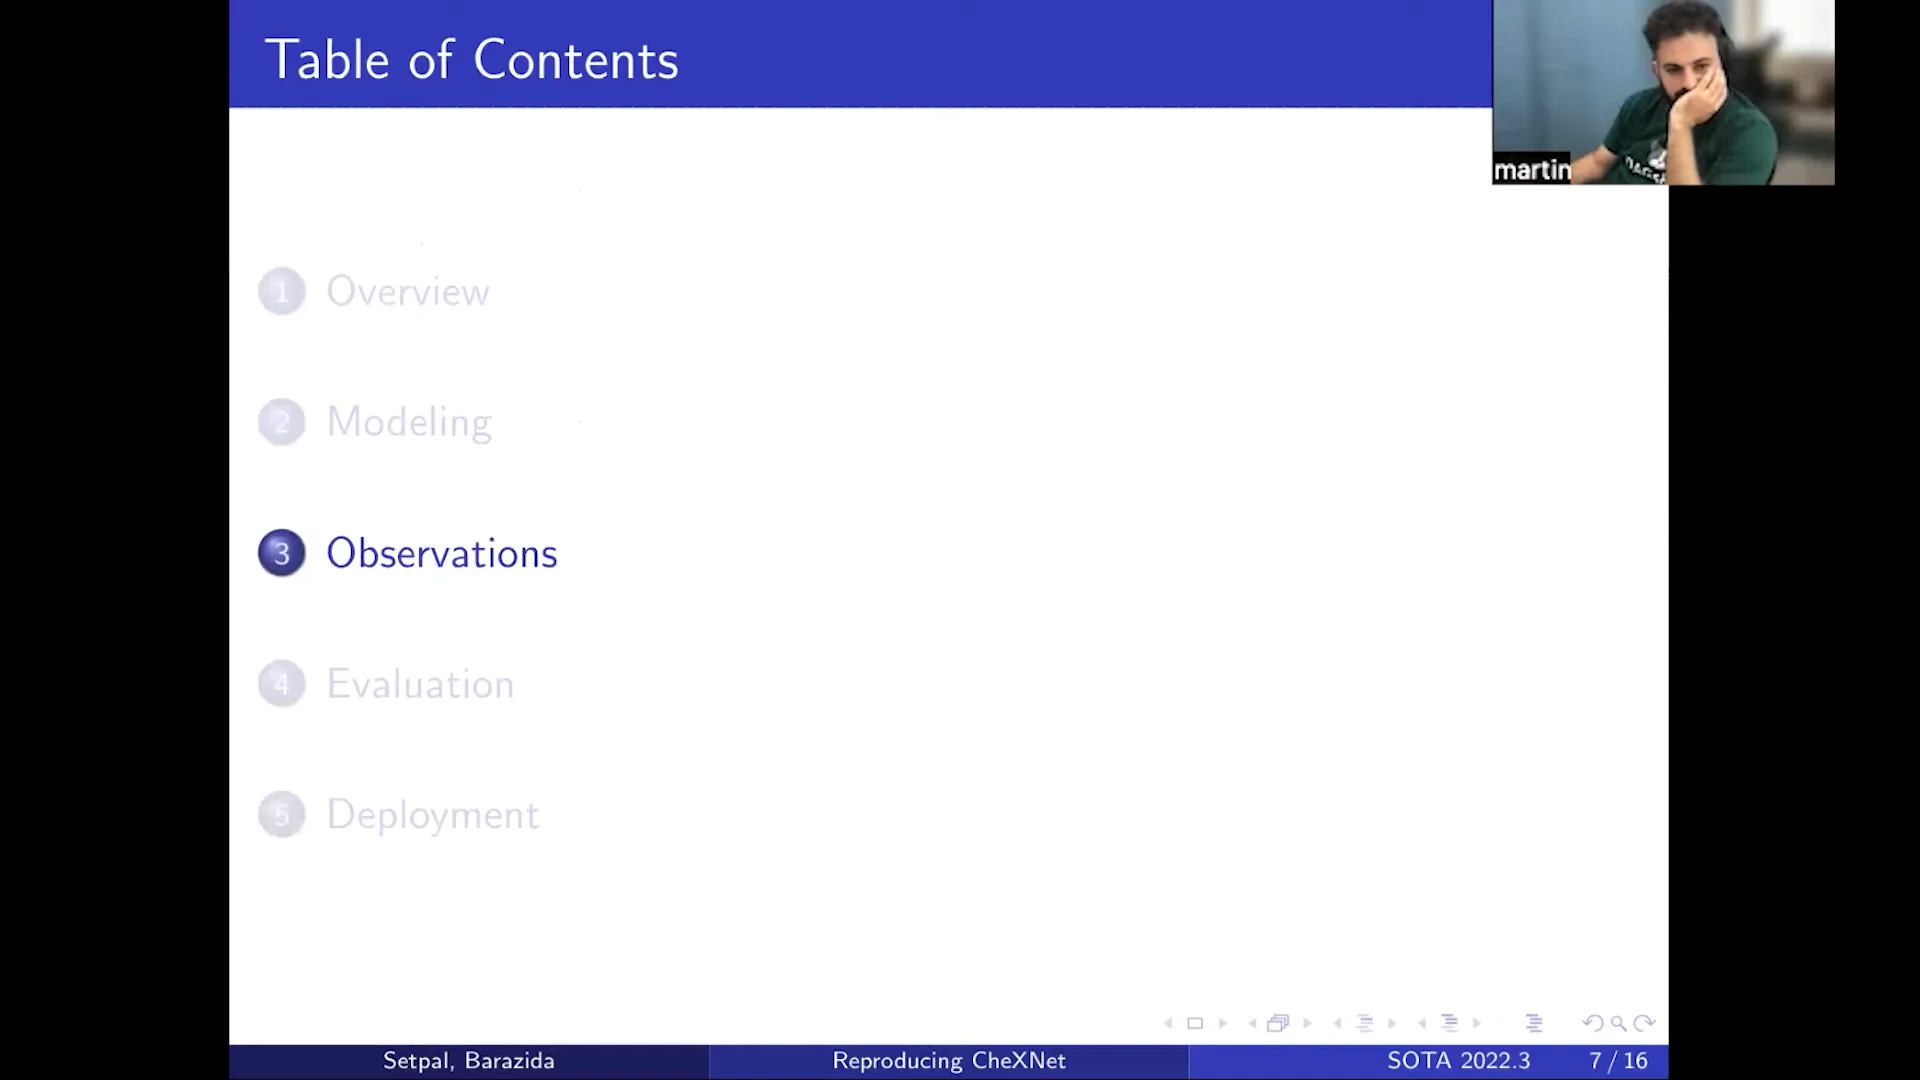 Table of Contents
martin
1 Overview
2 Modeling
3 Observations
4 Evaluation
5 Deployment
Setpal, Barazida
Reproducing CheXNet
SOTA 2022.3
7 / 16